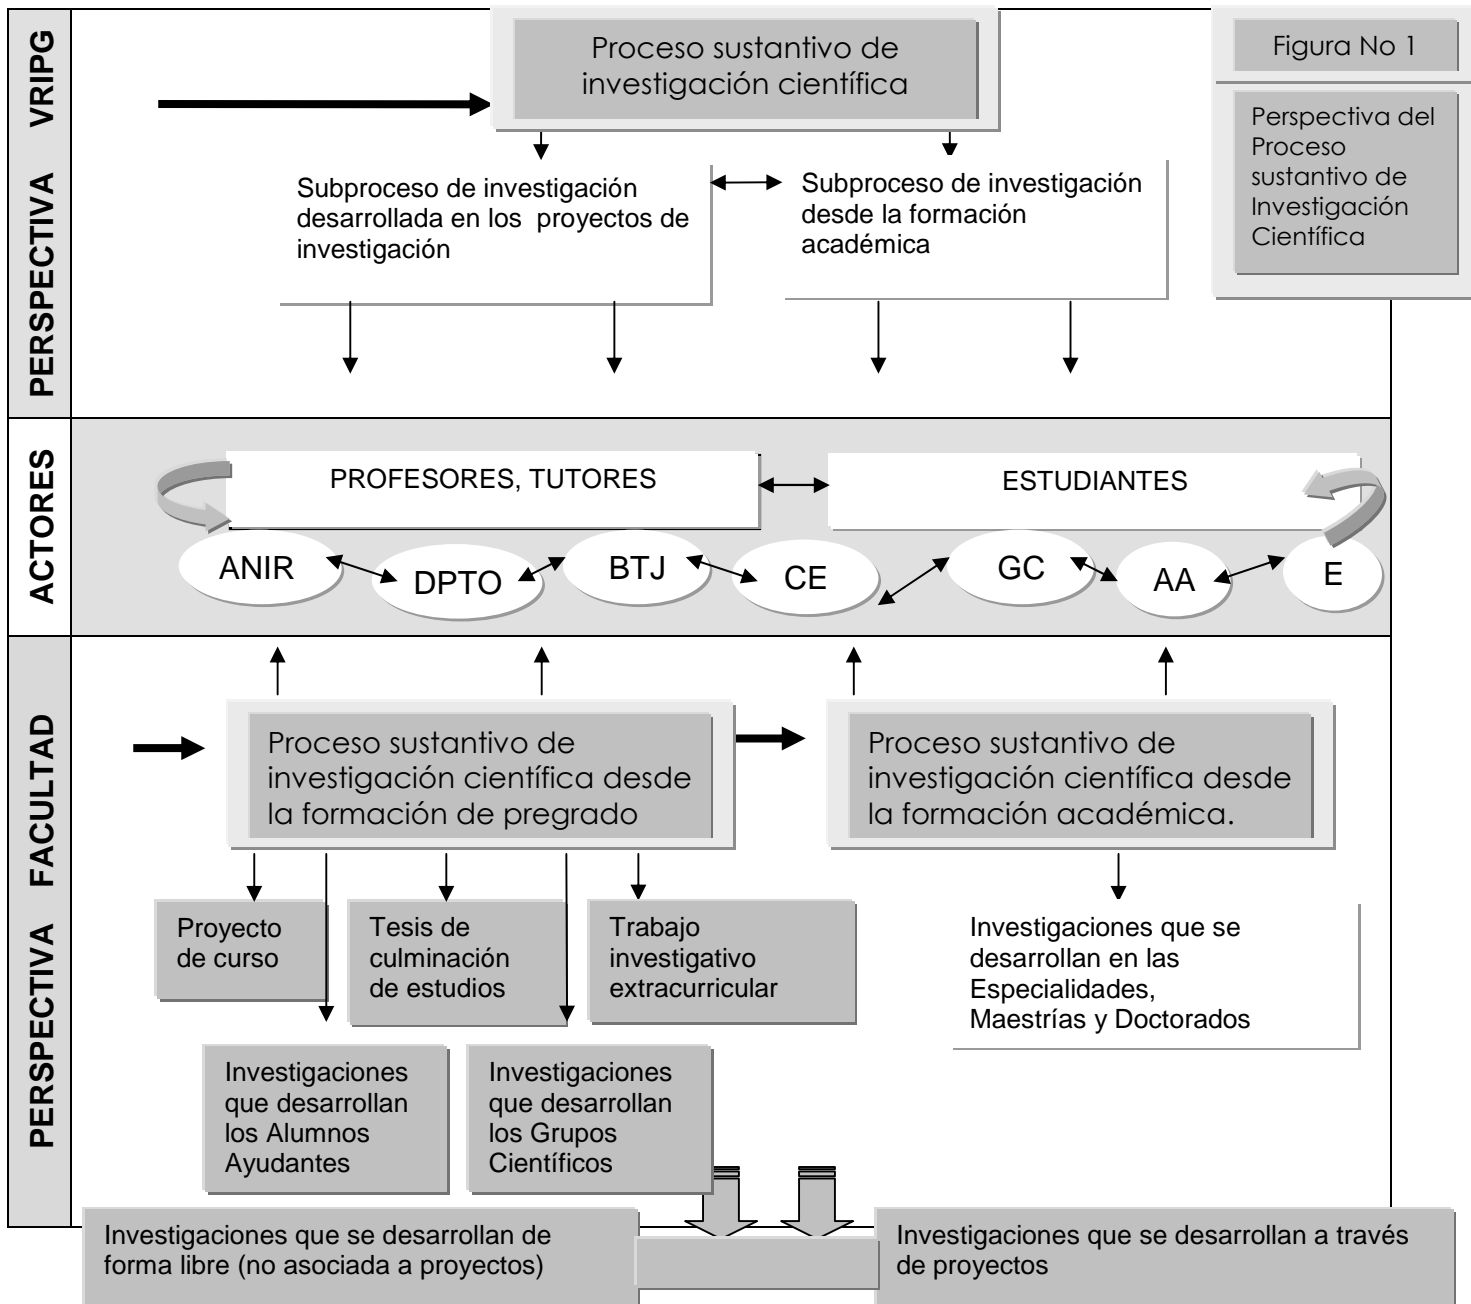 PERSPECTIVA VRIPG
Proceso sustantivo de
investigación científica
Figura No 1
Perspectiva del
Proceso
sustantivo de
Investigación
Científica
Subproceso de investigación
desarrollada en los proyectos de
investigación
Subproceso de investigación
desde la formación
académica
ACTORES
PROFESORES, TUTORES
ESTUDIANTES
ANIR
DPTO
BTJ
CE
GC
AA
E
PERSPECTIVA FACULTAD
Proceso sustantivo de
investigación científica desde
la formación de pregrado
Proceso sustantivo de
investigación científica desde
la formación académica.
Proyecto
de curso
Tesis de
culminación
de estudios
Trabajo
investigativo
extracurricular
Investigaciones que se
desarrollan en las
Especialidades,
Maestrías y Doctorados
Investigaciones
que desarrollan
los Alumnos
Ayudantes
Investigaciones
que desarrollan
los Grupos
Científicos
Investigaciones que se desarrollan de
forma libre (no asociada a proyectos)
Investigaciones que se desarrollan a través
de proyectos